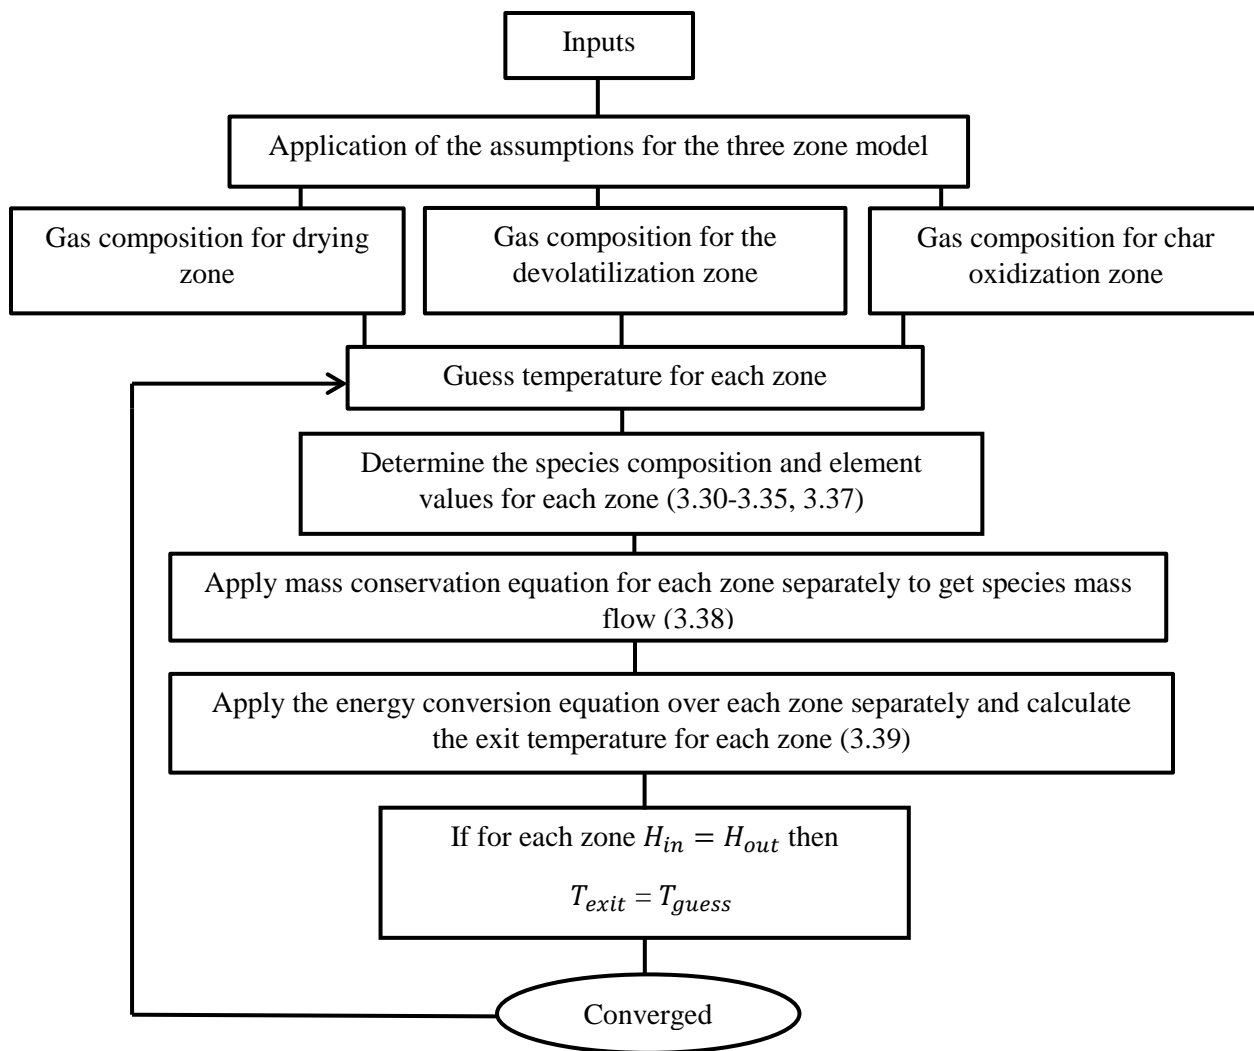 Inputs
Application of the assumptions for the three zone model
Gas composition for drying
zone
Gas composition for the
devolatilization zone
Gas composition for char
oxidization zone
Guess temperature for each zone
Determine the species composition and element
values for each zone (3.30-3.35, 3.37)
Apply mass conservation equation for each zone separately to get species mass
flow (3.38)
Apply the energy conversion equation over each zone separately and calculate
the exit temperature for each zone (3.39)
If for each zone H_in = H_out then
T_exit = T_guess
Converged